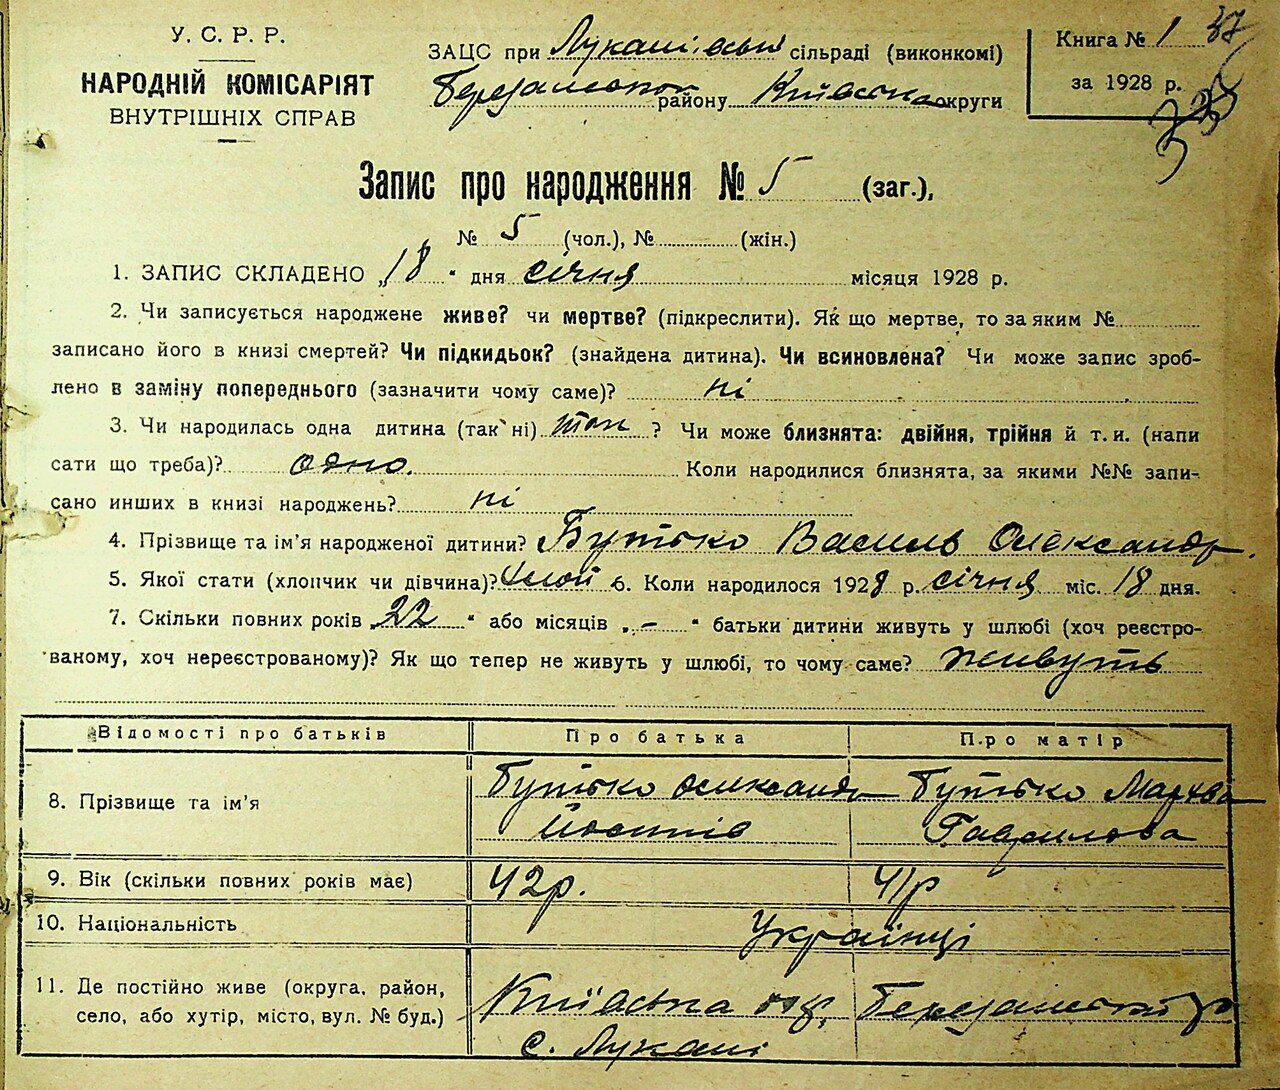 У. С. Р. Р.
НАРОДНІЙ КОМІСАРІЯТ
ВНУТРІШНІХ СПРАВ
ЗАЦС при Лукашівській сільраді (виконкомі)
району Київська округи
Книга № 1 37
за 1928 р.
Запис про народження № 5 (заг.),
№ 5 (чол.), № (жін.)
1. ЗАПИС СКЛАДЕНО „18 “ дня січня місяця 1928 р.
2. Чи записується народжене живе? чи мертве? (підкреслити). Як що мертве, то за яким №
записано його в книзі смертей? Чи підкидьок? (знайдена дитина). Чи всиновлена? Чи може запис зроб-
лено в заміну попереднього (зазначити чому саме)? ні
3. Чи народилась одна дитина (так ні) так ? Чи може близнята: двійня, трійня й т. и. (напи
сати що треба)? одно. Коли народилися близнята, за якими №№ запи-
сано инших в книзі народжень? ні
4. Прізвище та ім’я народженої дитини? Бутько Василь Олександр.
5. Якої стати (хлопчик чи дівчина)? 6. Коли народилося 1928 р. січня міс. 18 дня.
7. Скільки повних років 22 “ або місяців „ - “ батьки дитини живуть у шлюбі (хоч реєстро-
ваному, хоч нереєстрованому)? Як що тепер не живуть у шлюбі, то чому саме? живуть
Відомості про батьків
Про батька
Про матір
8. Прізвище та ім’я
Бутько Олександр
Йосипів
Бутько Мархва
Гаврилова
9. Вік (скільки повних років має)
42р.
41р
10. Національність
Українці
11. Де постійно живе (округа, район,
село, або хутір, місто, вул. № буд.)
Київська окр.
с. Лукаші